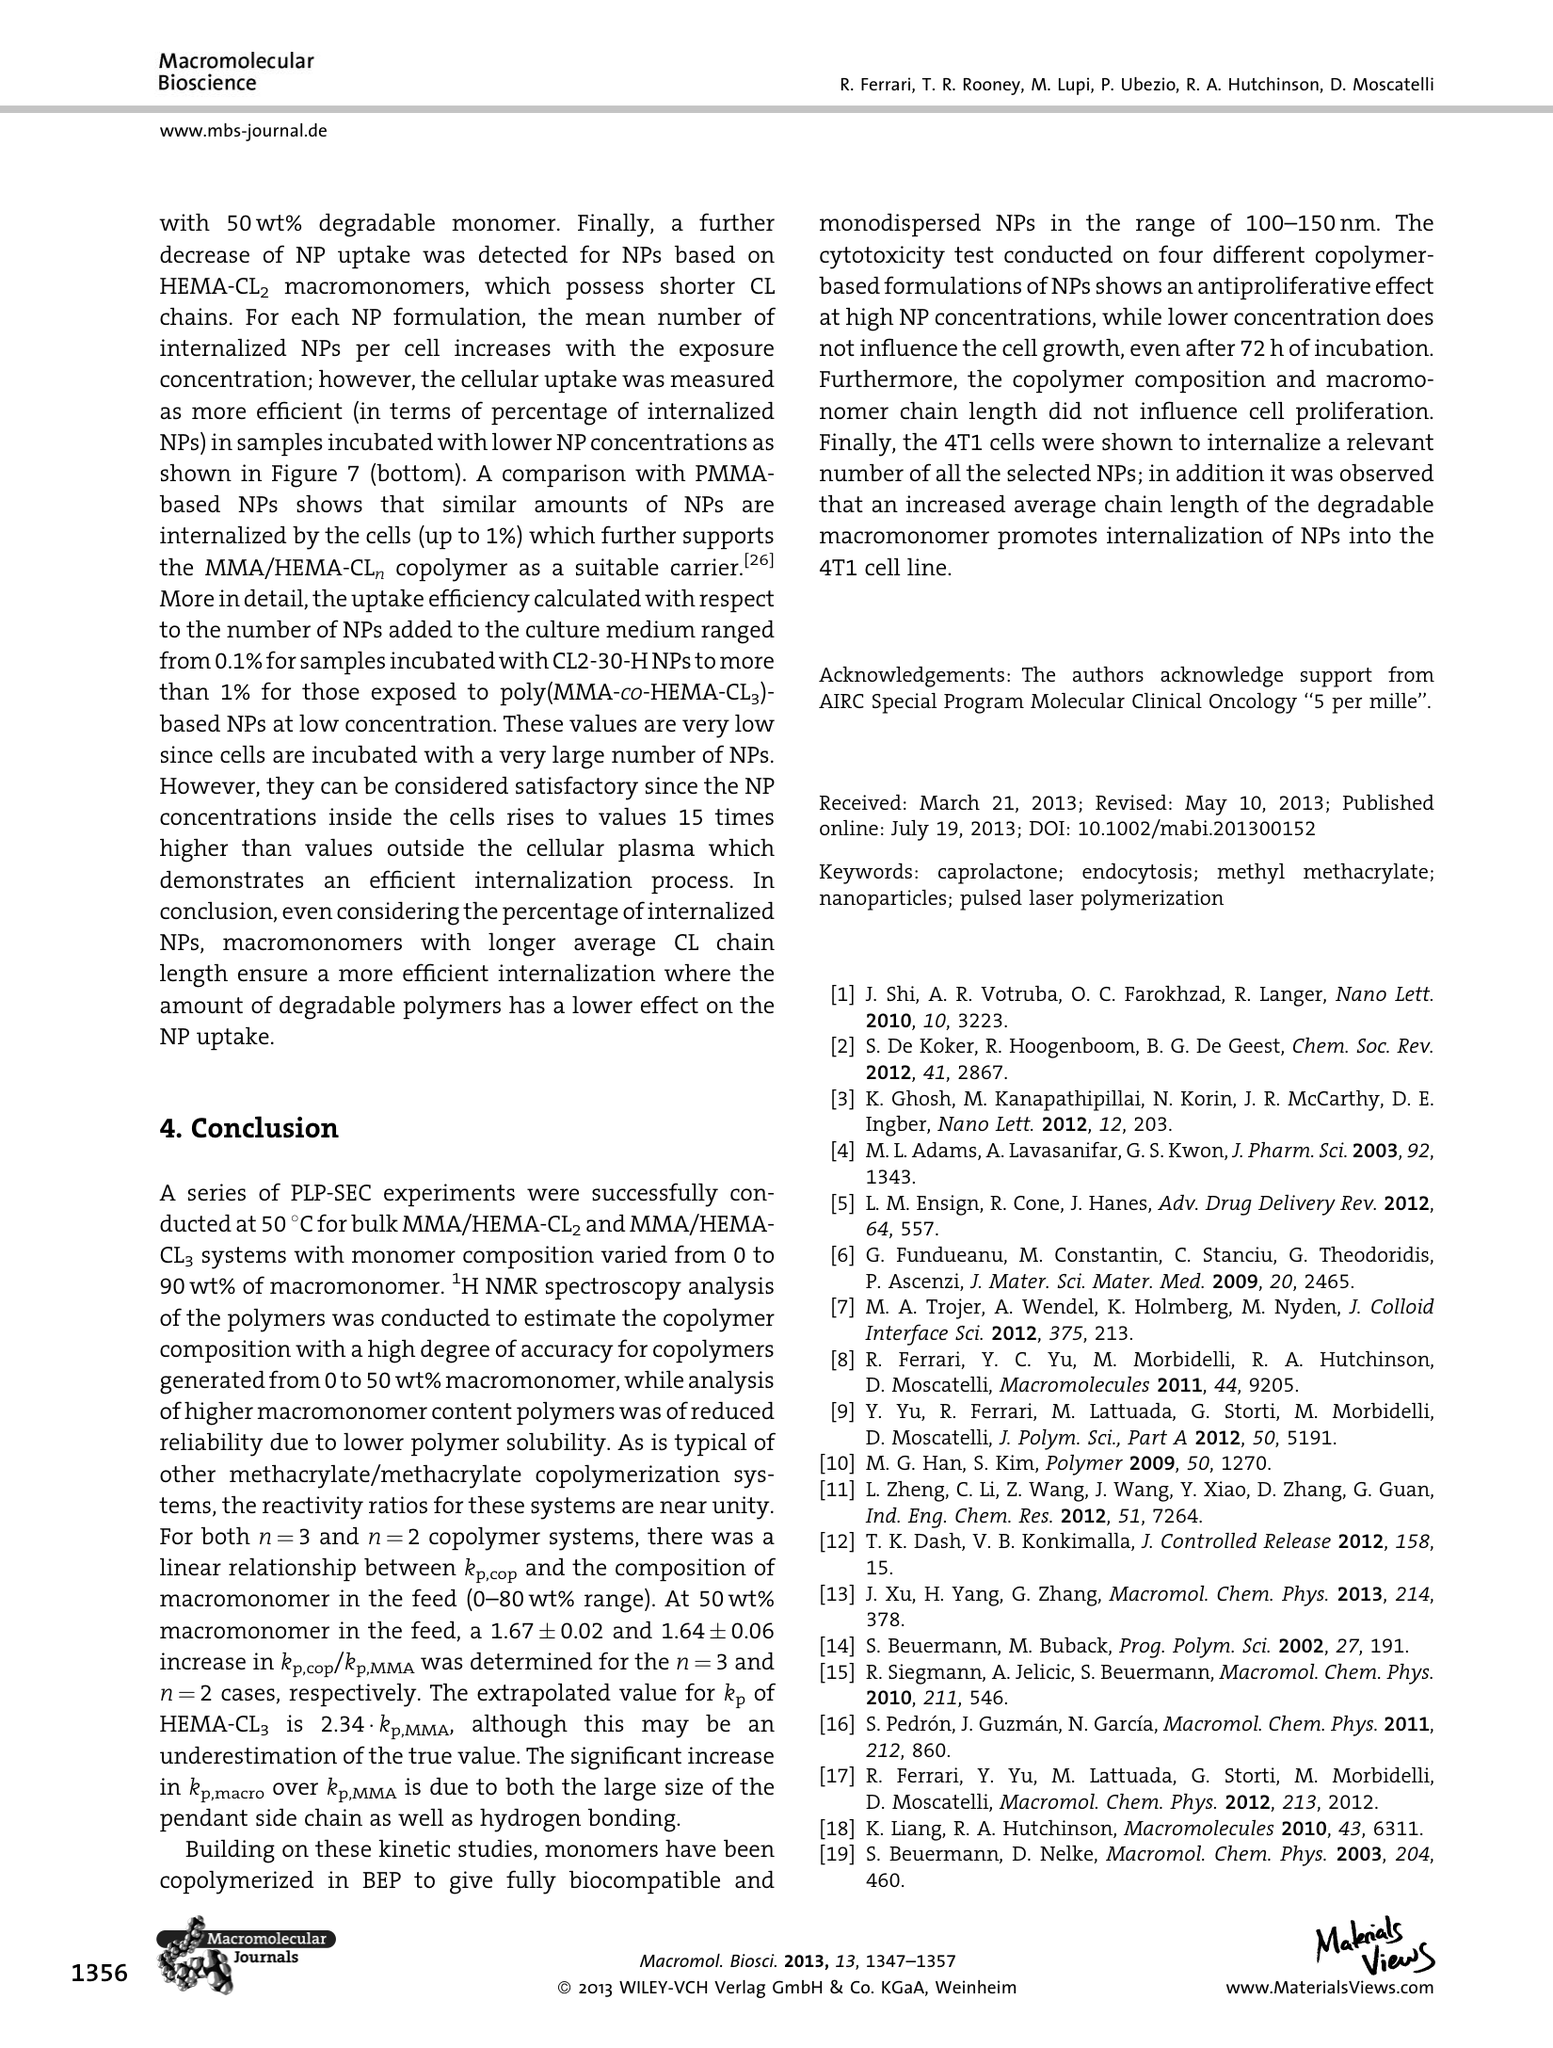 Macromolecular
Bioscience
R. Ferrari, T. R. Rooney, M. Lupi, P. Ubezio, R. A. Hutchinson, D. Moscatelli
www.mbs-journal.de
with 50 wt% degradable monomer. Finally, a further
decrease of NP uptake was detected for NPs based on
HEMA-CL₂ macromonomers, which possess shorter CL
chains. For each NP formulation, the mean number of
internalized NPs per cell increases with the exposure
concentration; however, the cellular uptake was measured
as more efficient (in terms of percentage of internalized
NPs) in samples incubated with lower NP concentrations as
shown in Figure 7 (bottom). A comparison with PMMA-
based NPs shows that similar amounts of NPs are
internalized by the cells (up to 1%) which further supports
the MMA/HEMA-CLₙ copolymer as a suitable carrier.[26]
More in detail, the uptake efficiency calculated with respect
to the number of NPs added to the culture medium ranged
from 0.1% for samples incubated with CL2-30-H NPs to more
than 1% for those exposed to poly(MMA-co-HEMA-CL₃)-
based NPs at low concentration. These values are very low
since cells are incubated with a very large number of NPs.
However, they can be considered satisfactory since the NP
concentrations inside the cells rises to values 15 times
higher than values outside the cellular plasma which
demonstrates an efficient internalization process. In
conclusion, even considering the percentage of internalized
NPs, macromonomers with longer average CL chain
length ensure a more efficient internalization where the
amount of degradable polymers has a lower effect on the
NP uptake.
4. Conclusion
A series of PLP-SEC experiments were successfully con-
ducted at 50 °C for bulk MMA/HEMA-CL₂ and MMA/HEMA-
CL₃ systems with monomer composition varied from 0 to
90 wt% of macromonomer. ¹H NMR spectroscopy analysis
of the polymers was conducted to estimate the copolymer
composition with a high degree of accuracy for copolymers
generated from 0 to 50 wt% macromonomer, while analysis
of higher macromonomer content polymers was of reduced
reliability due to lower polymer solubility. As is typical of
other methacrylate/methacrylate copolymerization sys-
tems, the reactivity ratios for these systems are near unity.
For both n = 3 and n = 2 copolymer systems, there was a
linear relationship between kp,cop and the composition of
macromonomer in the feed (0–80 wt% range). At 50 wt%
macromonomer in the feed, a 1.67 ± 0.02 and 1.64 ± 0.06
increase in kp,cop/kp,MMA was determined for the n = 3 and
n = 2 cases, respectively. The extrapolated value for kp of
HEMA-CL₃ is 2.34 · kp,MMA, although this may be an
underestimation of the true value. The significant increase
in kp,macro over kp,MMA is due to both the large size of the
pendant side chain as well as hydrogen bonding.
Building on these kinetic studies, monomers have been
copolymerized in BEP to give fully biocompatible and
monodispersed NPs in the range of 100–150 nm. The
cytotoxicity test conducted on four different copolymer-
based formulations of NPs shows an antiproliferative effect
at high NP concentrations, while lower concentration does
not influence the cell growth, even after 72 h of incubation.
Furthermore, the copolymer composition and macromo-
nomer chain length did not influence cell proliferation.
Finally, the 4T1 cells were shown to internalize a relevant
number of all the selected NPs; in addition it was observed
that an increased average chain length of the degradable
macromonomer promotes internalization of NPs into the
4T1 cell line.
Acknowledgements: The authors acknowledge support from
AIRC Special Program Molecular Clinical Oncology “5 per mille”.
Received: March 21, 2013; Revised: May 10, 2013; Published
online: July 19, 2013; DOI: 10.1002/mabi.201300152
Keywords: caprolactone; endocytosis; methyl methacrylate;
nanoparticles; pulsed laser polymerization
[1] J. Shi, A. R. Votruba, O. C. Farokhzad, R. Langer, Nano Lett.
2010, 10, 3223.
[2] S. De Koker, R. Hoogenboom, B. G. De Geest, Chem. Soc. Rev.
2012, 41, 2867.
[3] K. Ghosh, M. Kanapathipillai, N. Korin, J. R. McCarthy, D. E.
Ingber, Nano Lett. 2012, 12, 203.
[4] M. L. Adams, A. Lavasanifar, G. S. Kwon, J. Pharm. Sci. 2003, 92,
1343.
[5] L. M. Ensign, R. Cone, J. Hanes, Adv. Drug Delivery Rev. 2012,
64, 557.
[6] G. Fundueanu, M. Constantin, C. Stanciu, G. Theodoridis,
P. Ascenzi, J. Mater. Sci. Mater. Med. 2009, 20, 2465.
[7] M. A. Trojer, A. Wendel, K. Holmberg, M. Nyden, J. Colloid
Interface Sci. 2012, 375, 213.
[8] R. Ferrari, Y. C. Yu, M. Morbidelli, R. A. Hutchinson,
D. Moscatelli, Macromolecules 2011, 44, 9205.
[9] Y. Yu, R. Ferrari, M. Lattuada, G. Storti, M. Morbidelli,
D. Moscatelli, J. Polym. Sci., Part A 2012, 50, 5191.
[10] M. G. Han, S. Kim, Polymer 2009, 50, 1270.
[11] L. Zheng, C. Li, Z. Wang, J. Wang, Y. Xiao, D. Zhang, G. Guan,
Ind. Eng. Chem. Res. 2012, 51, 7264.
[12] T. K. Dash, V. B. Konkimalla, J. Controlled Release 2012, 158,
15.
[13] J. Xu, H. Yang, G. Zhang, Macromol. Chem. Phys. 2013, 214,
378.
[14] S. Beuermann, M. Buback, Prog. Polym. Sci. 2002, 27, 191.
[15] R. Siegmann, A. Jelicic, S. Beuermann, Macromol. Chem. Phys.
2010, 211, 546.
[16] S. Pedrón, J. Guzmán, N. García, Macromol. Chem. Phys. 2011,
212, 860.
[17] R. Ferrari, Y. Yu, M. Lattuada, G. Storti, M. Morbidelli,
D. Moscatelli, Macromol. Chem. Phys. 2012, 213, 2012.
[18] K. Liang, R. A. Hutchinson, Macromolecules 2010, 43, 6311.
[19] S. Beuermann, D. Nelke, Macromol. Chem. Phys. 2003, 204,
460.
1356
Macromolecular
Journals
Macromol. Biosci. 2013, 13, 1347–1357
© 2013 WILEY-VCH Verlag GmbH & Co. KGaA, Weinheim
Materials
Views
www.MaterialsViews.com